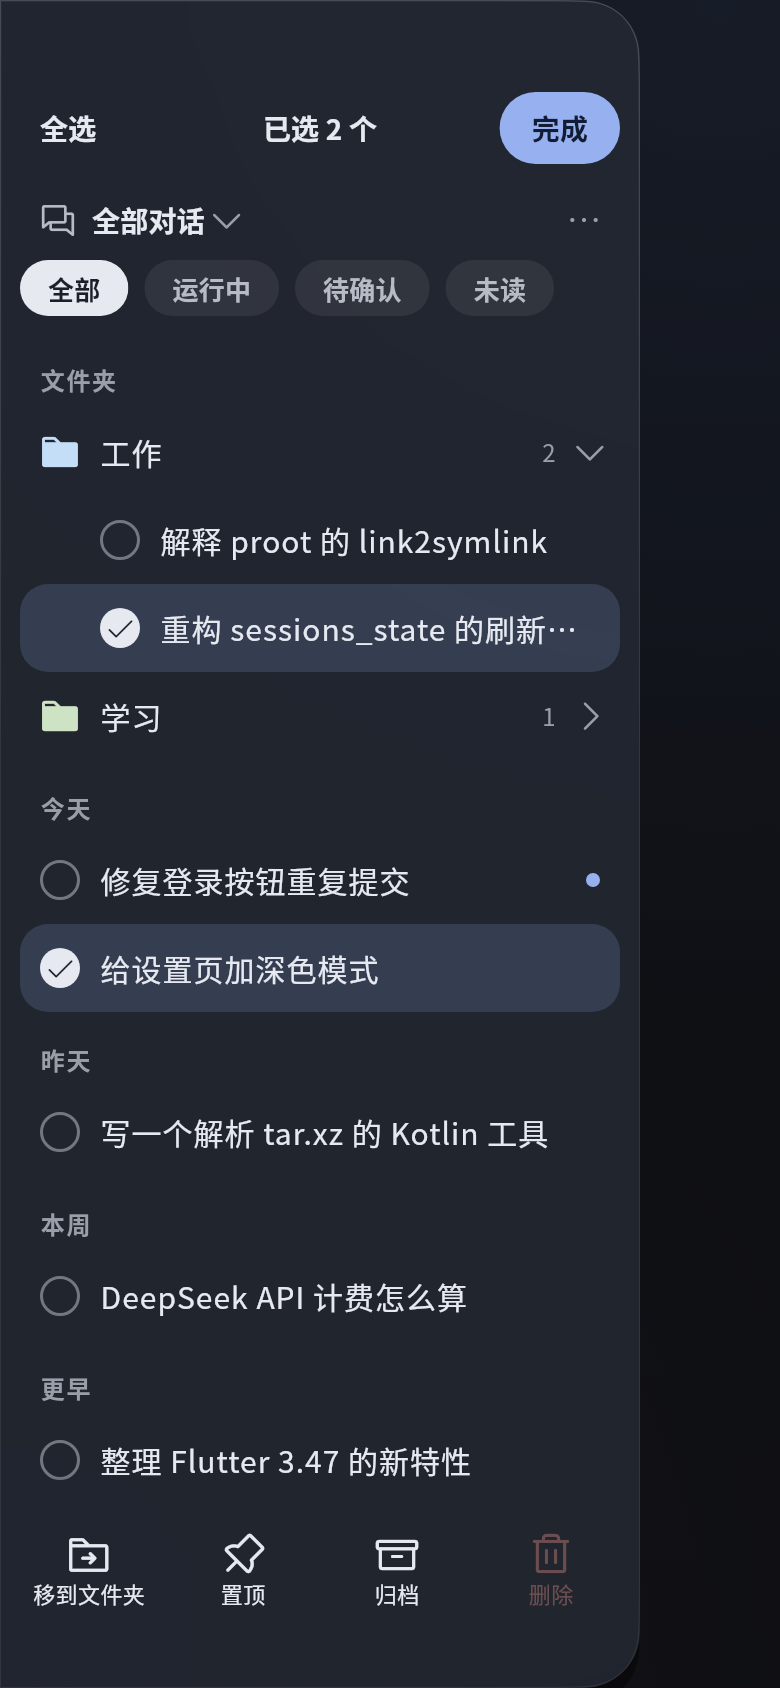 全选
已选 2 个
完成
全部对话
全部
运行中
待确认
未读
文件夹
工作
2
解释 proot 的 link2symlink
重构 sessions_state 的刷新…
学习
1
今天
修复登录按钮重复提交
给设置页加深色模式
昨天
写一个解析 tar.xz 的 Kotlin 工具
本周
DeepSeek API 计费怎么算
更早
整理 Flutter 3.47 的新特性
移到文件夹
置顶
归档
删除